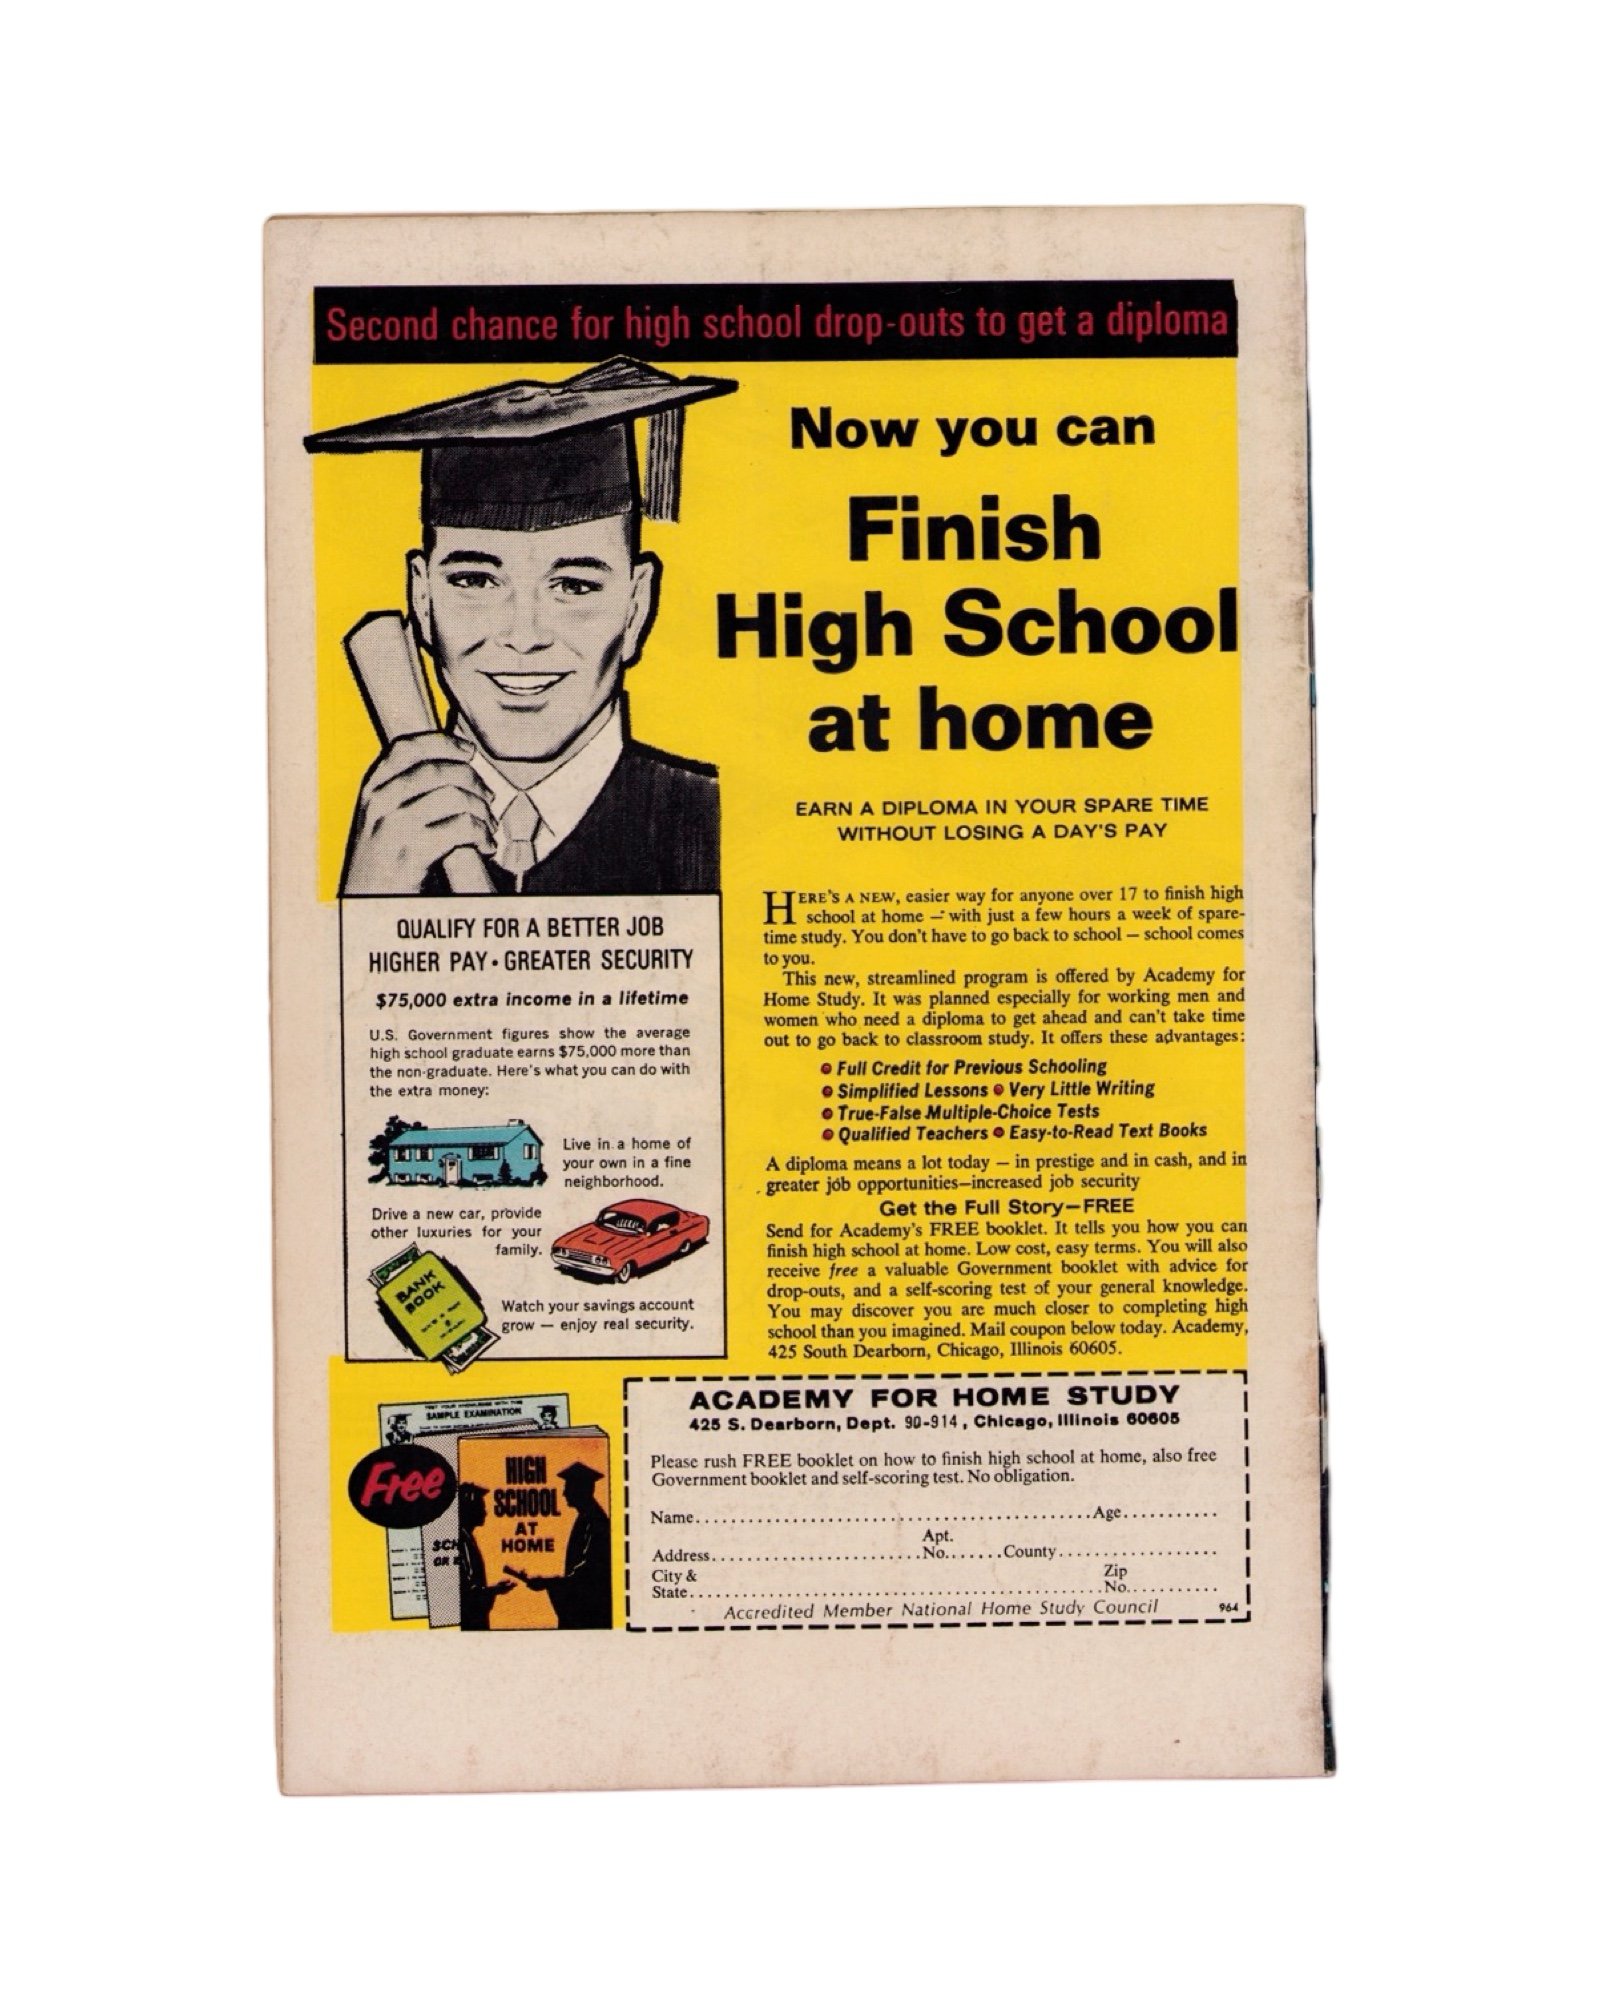 Second chance for high school drop-outs to get a diploma
Now you can
Finish
High School
at home
EARN A DIPLOMA IN YOUR SPARE TIME
WITHOUT LOSING A DAY'S PAY
QUALIFY FOR A BETTER JOB
HIGHER PAY • GREATER SECURITY
$75,000 extra income in a lifetime
U.S. Government figures show the average
high school graduate earns $75,000 more than
the non-graduate. Here's what you can do with
the extra money:
Live in a home of
your own in a fine
neighborhood.
Drive a new car, provide
other luxuries for your
family.
BANK
BOOK
Watch your savings account
grow — enjoy real security.
HERE'S A NEW, easier way for anyone over 17 to finish high
school at home — with just a few hours a week of spare-
time study. You don't have to go back to school — school comes
to you.
This new, streamlined program is offered by Academy for
Home Study. It was planned especially for working men and
women who need a diploma to get ahead and can't take time
out to go back to classroom study. It offers these advantages:
• Full Credit for Previous Schooling
• Simplified Lessons • Very Little Writing
• True-False Multiple-Choice Tests
• Qualified Teachers • Easy-to-Read Text Books
A diploma means a lot today — in prestige and in cash, and in
greater job opportunities—increased job security
Get the Full Story—FREE
Send for Academy's FREE booklet. It tells you how you can
finish high school at home. Low cost, easy terms. You will also
receive free a valuable Government booklet with advice for
drop-outs, and a self-scoring test of your general knowledge.
You may discover you are much closer to completing high
school than you imagined. Mail coupon below today. Academy,
425 South Dearborn, Chicago, Illinois 60605.
SAMPLE EXAMINATION
Free
HIGH
SCHOOL
AT
HOME
SCH
OR
ACADEMY FOR HOME STUDY
425 S. Dearborn, Dept. 90-914, Chicago, Illinois 60605
Please rush FREE booklet on how to finish high school at home, also free
Government booklet and self-scoring test. No obligation.
Name.............................................Age...........
Apt.
Address........................No.......County..................
City & Zip
State..............................................No...........
Accredited Member National Home Study Council 964